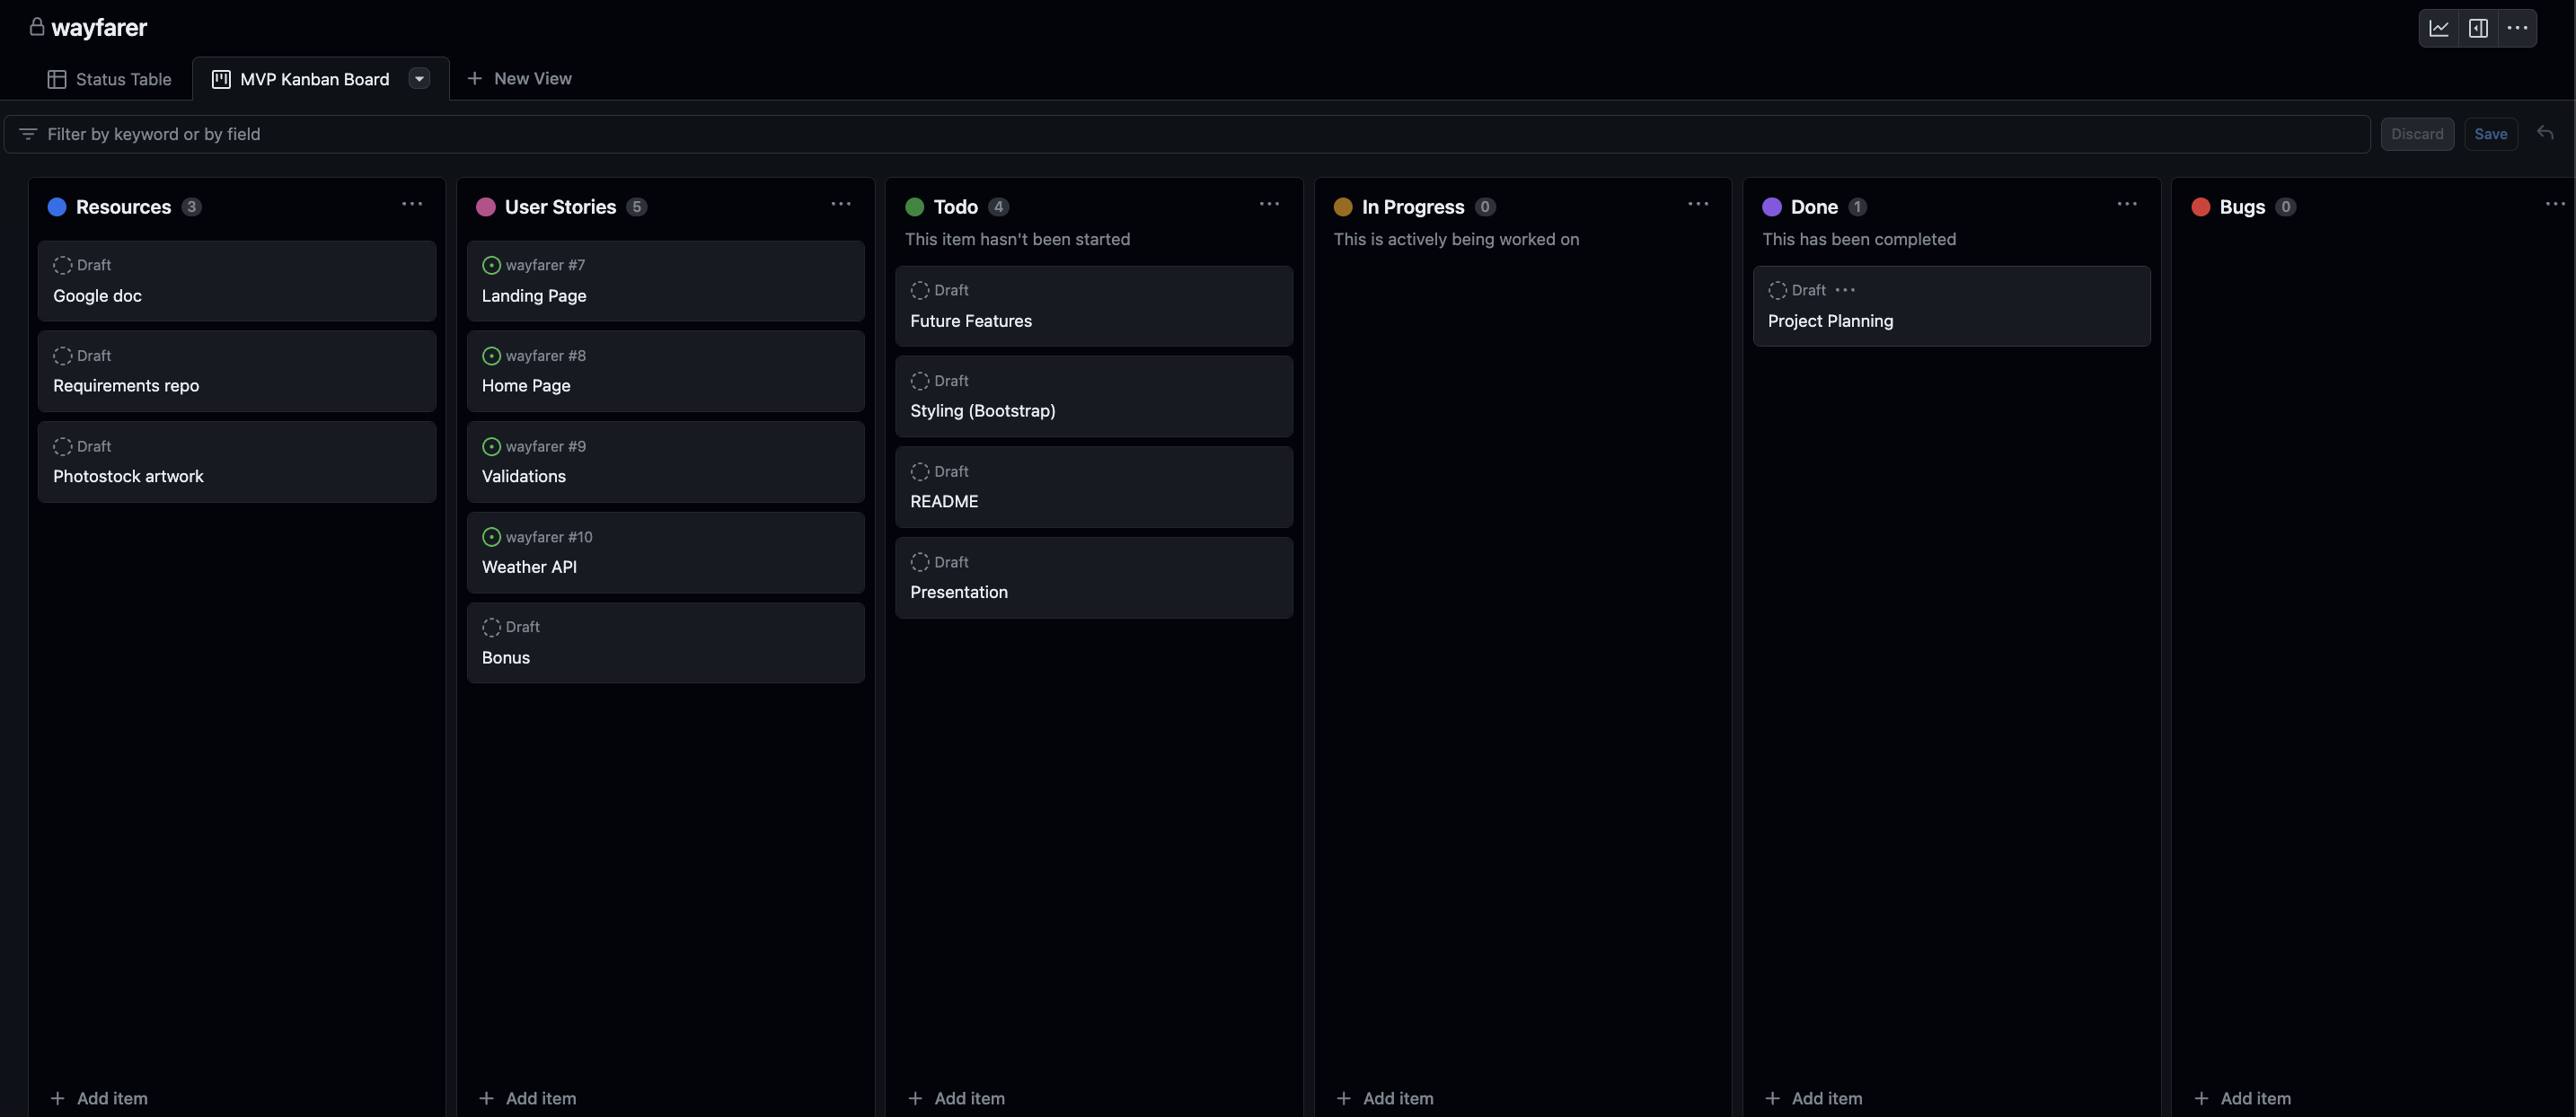 wayfarer
Status Table
MVP Kanban Board
New View
Filter by keyword or by field
Discard
Save
Resources 3
Draft
Google doc
Draft
Requirements repo
Draft
Photostock artwork
Add item
User Stories 5
wayfarer #7
Landing Page
wayfarer #8
Home Page
wayfarer #9
Validations
wayfarer #10
Weather API
Draft
Bonus
Add item
Todo 4
This item hasn't been started
Draft
Future Features
Draft
Styling (Bootstrap)
Draft
README
Draft
Presentation
Add item
In Progress 0
This is actively being worked on
Add item
Done 1
This has been completed
Draft
Project Planning
Add item
Bugs 0
Add item